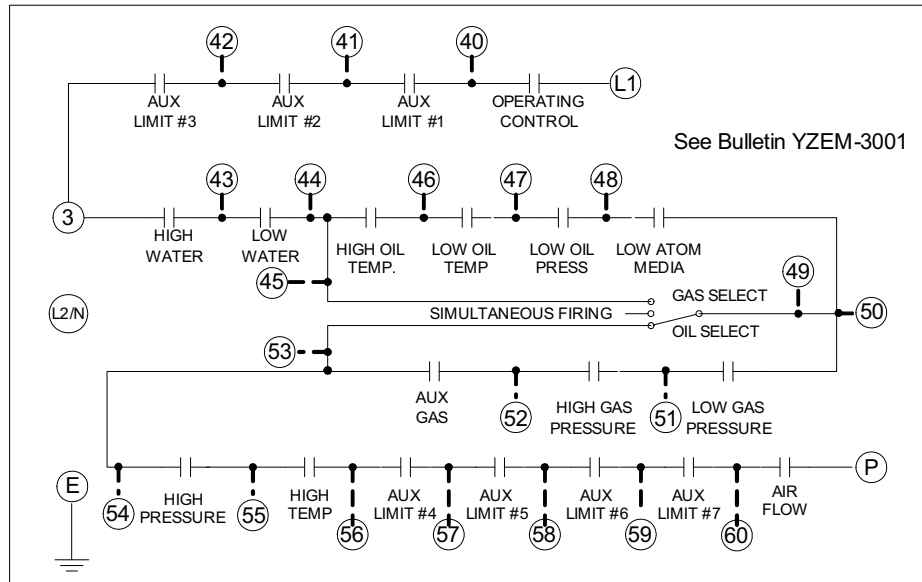 42 41 40
L1
AUX LIMIT #3
AUX LIMIT #2
AUX LIMIT #1
OPERATING CONTROL
See Bulletin YZEM-3001
43 44 46 47 48
3
HIGH WATER
LOW WATER
HIGH OIL TEMP.
LOW OIL TEMP
LOW OIL PRESS
LOW ATOM MEDIA
45
49
GAS SELECT
L2/N
SIMULTANEOUS FIRING
50
OIL SELECT
53
AUX GAS
52
HIGH GAS PRESSURE
51
LOW GAS PRESSURE
E
P
54
HIGH PRESSURE
55
HIGH TEMP
56
AUX LIMIT #4
57
AUX LIMIT #5
58
AUX LIMIT #6
59
AUX LIMIT #7
60
AIR FLOW